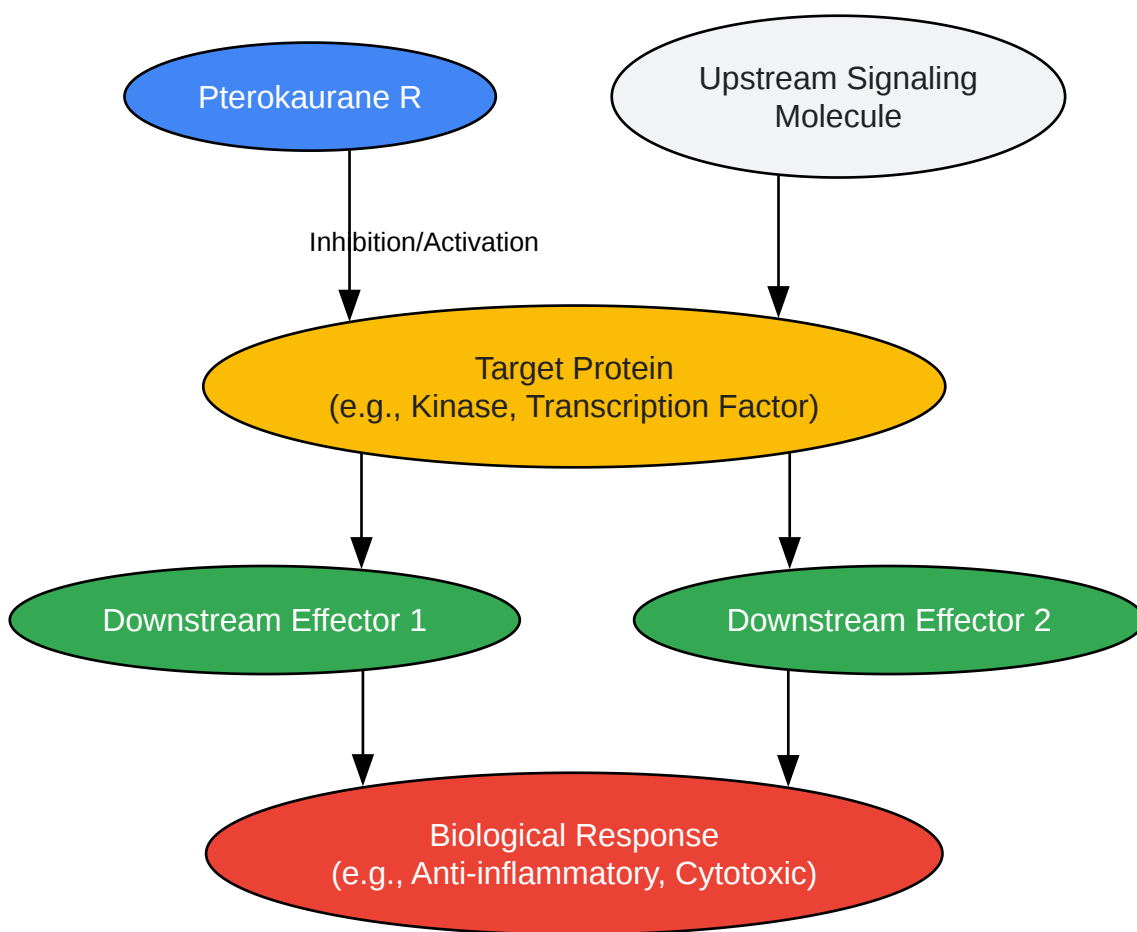 Pterokaurane R
Upstream Signaling
Molecule
Inhibition/Activation
Target Protein
(e.g., Kinase, Transcription Factor)
Downstream Effector 1
Downstream Effector 2
Biological Response
(e.g., Anti-inflammatory, Cytotoxic)